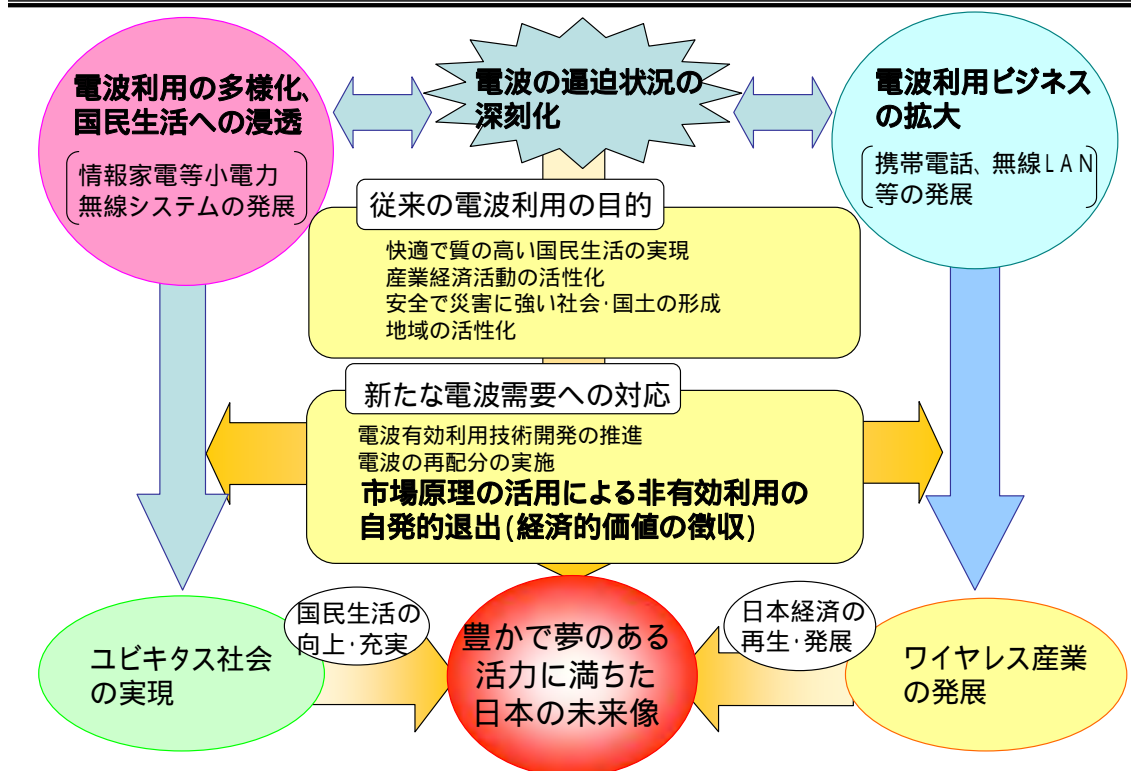 電波利用の多様化、
国民生活への浸透
情報家電等小電力
無線システムの発展
電波の逼迫状況の
深刻化
電波利用ビジネス
の拡大
携帯電話、無線LAN
等の発展
従来の電波利用の目的
快適で質の高い国民生活の実現
産業経済活動の活性化
安全で災害に強い社会･国土の形成
地域の活性化
新たな電波需要への対応
電波有効利用技術開発の推進
電波の再配分の実施
市場原理の活用による非有効利用の
自発的退出(経済的価値の徴収)
ユビキタス社会
の実現
国民生活の
向上･充実
豊かで夢のある
活力に満ちた
日本の未来像
日本経済の
再生･発展
ワイヤレス産業
の発展